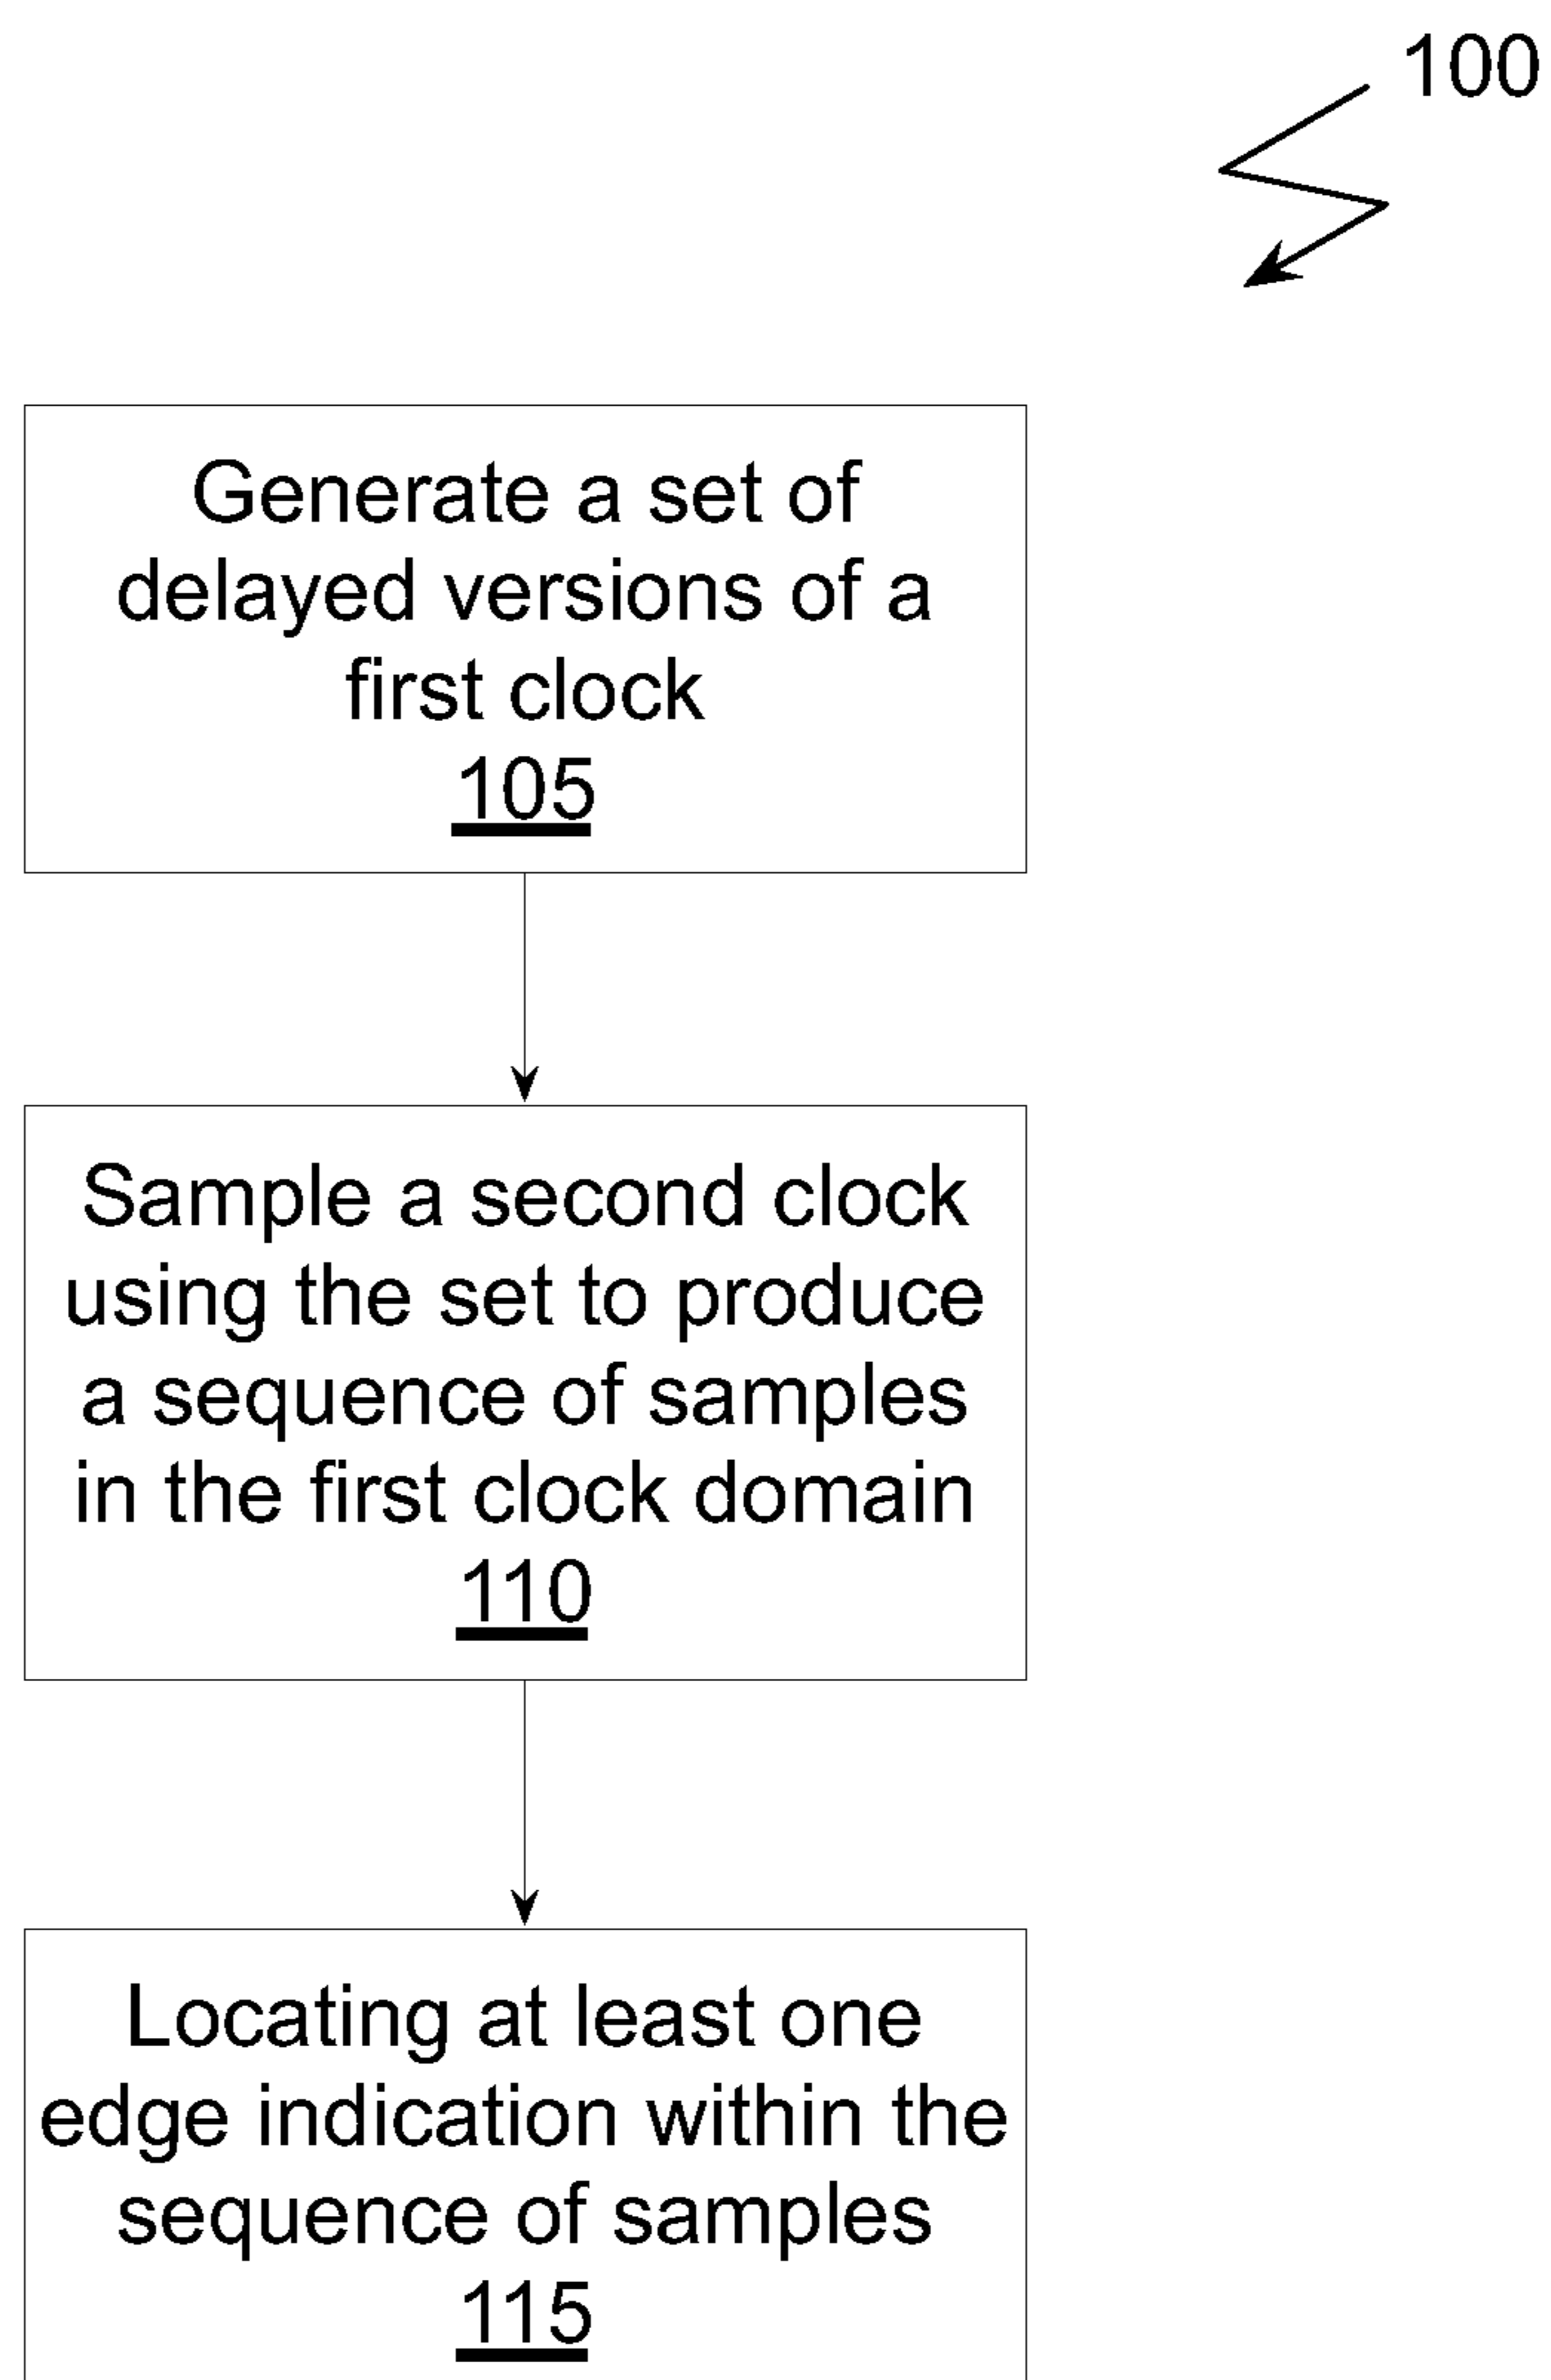 100
Generate a set of
delayed versions of a
first clock
105
Sample a second clock
using the set to produce
a sequence of samples
in the first clock domain
110
Locating at least one
edge indication within the
sequence of samples
115